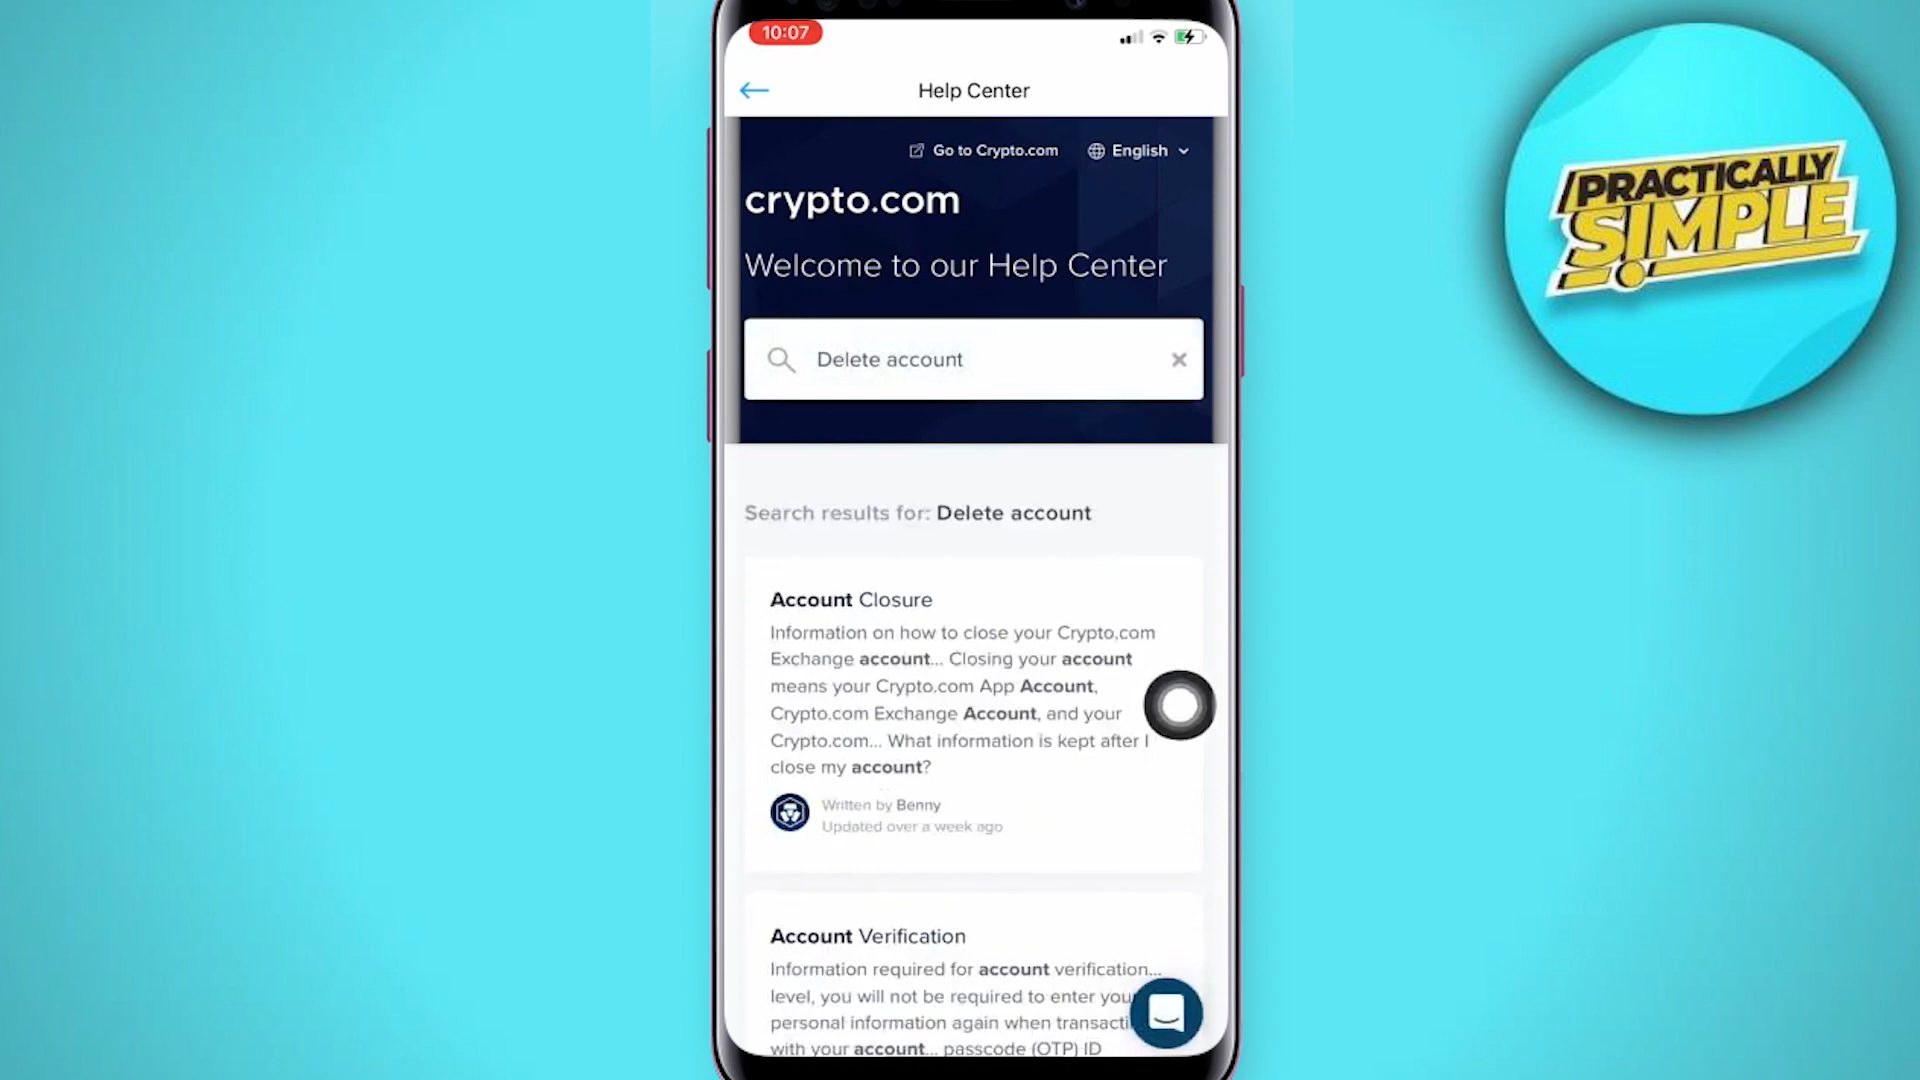 10:07
Help Center
Go to Crypto.com
English
crypto.com
Welcome to our Help Center
Delete account
Search results for: Delete account
Account Closure
Information on how to close your Crypto.com
Exchange account... Closing your account
means your Crypto.com App Account,
Crypto.com Exchange Account, and your
Crypto.com... What information is kept after I
close my account?
Written by Benny
Updated over a week ago
Account Verification
Information required for account verification...
level, you will not be required to enter you
personal information again when transacti
with your account... passcode (OTP) ID
PRACTICALLY
SIMPLE